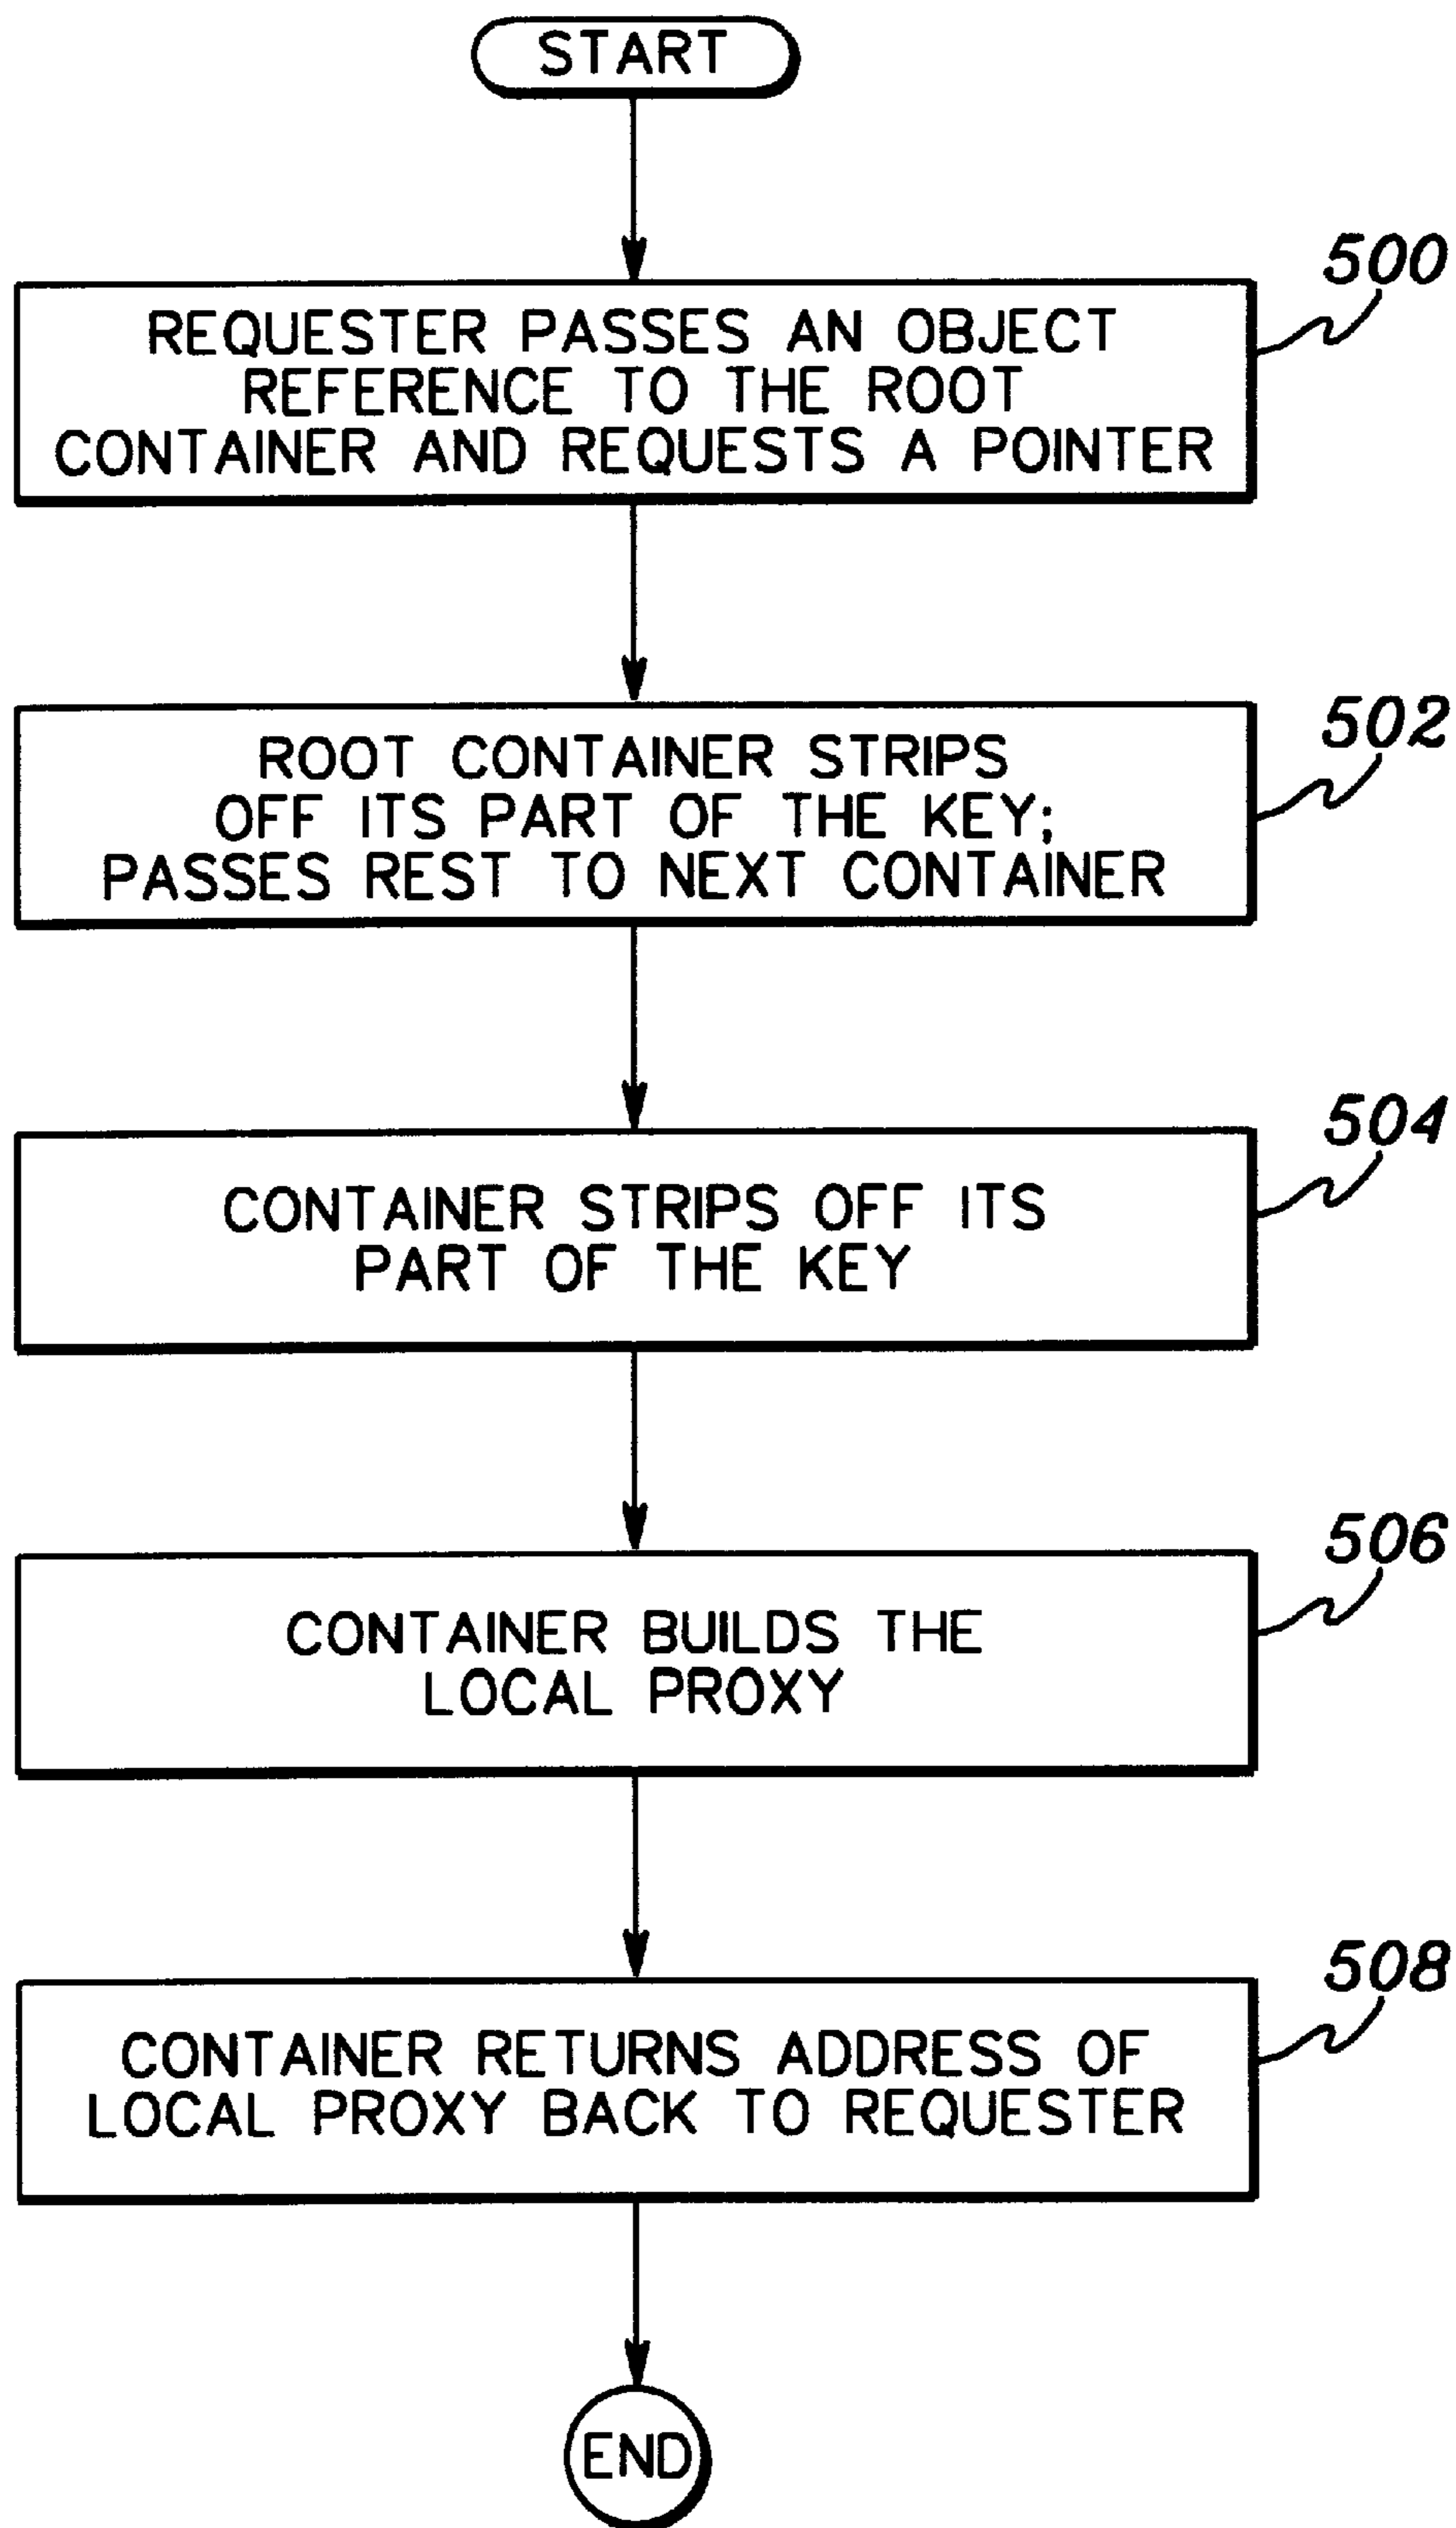 START
500
REQUESTER PASSES AN OBJECT
REFERENCE TO THE ROOT
CONTAINER AND REQUESTS A POINTER
502
ROOT CONTAINER STRIPS
OFF ITS PART OF THE KEY;
PASSES REST TO NEXT CONTAINER
504
CONTAINER STRIPS OFF ITS
PART OF THE KEY
506
CONTAINER BUILDS THE
LOCAL PROXY
508
CONTAINER RETURNS ADDRESS OF
LOCAL PROXY BACK TO REQUESTER
END